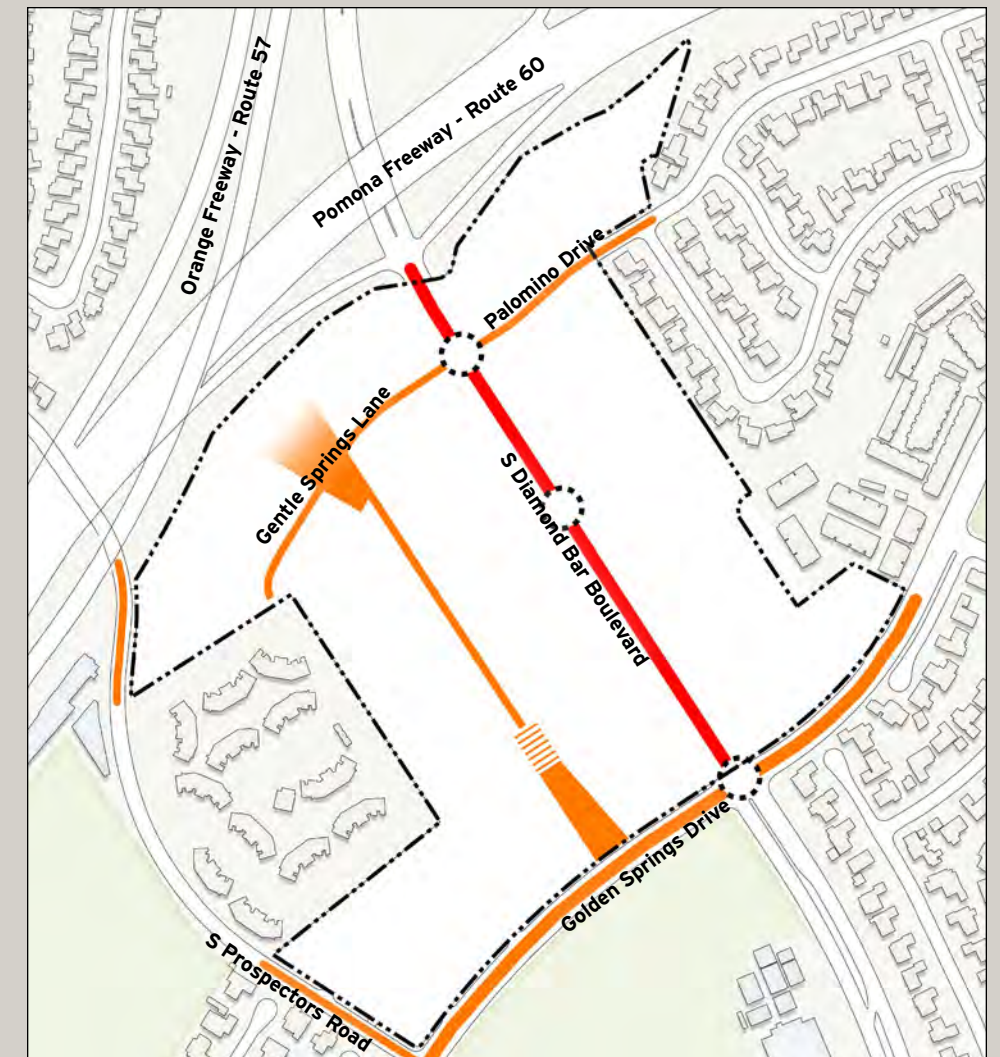 Orange Freeway - Route 57
Pomona Freeway - Route 60
Palomino Drive
Gentle Springs Lane
S Diamond Bar Boulevard
Golden Springs Drive
S Prospectors Road